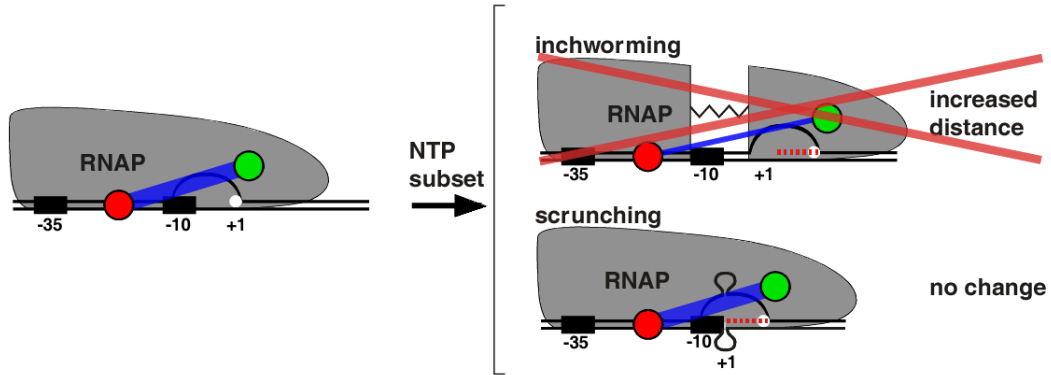 RNAP
-35
-10
+1
NTP
subset
inchworming
RNAP
-35
-10
+1
increased
distance
scrunching
RNAP
-35
-10
+1
no change